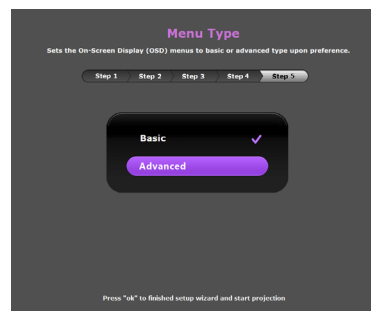 Menu Type
Sets the On-Screen Display (OSD) menus to basic or advanced type upon preference.
Step 1 Step 2 Step 3 Step 4 Step 5
Basic
Advanced
Press "ok" to finished setup wizard and start projection